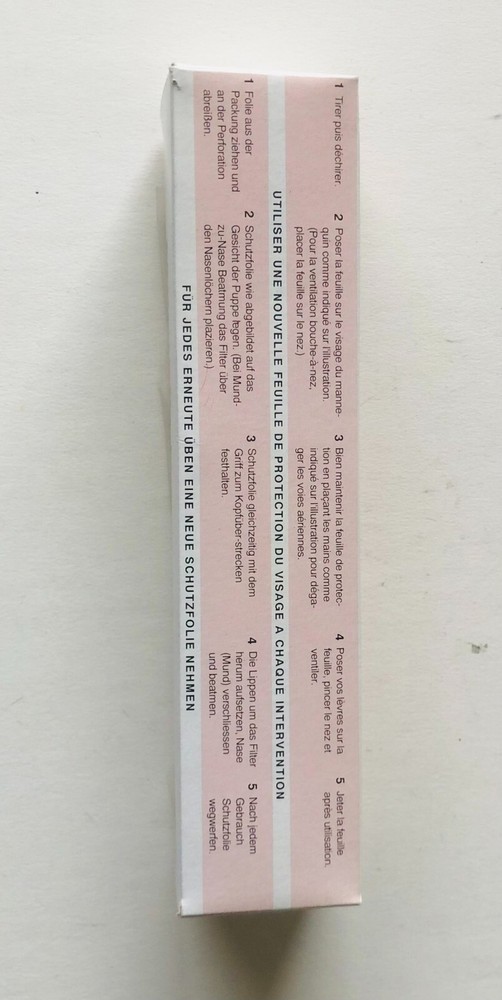 1 Tirer puis déchirer.
2 Poser la feuille sur le visage du manne-
quin comme indiqué sur l'illustration.
(Pour la ventilation bouche-à-nez,
placer la feuille sur le nez.)
3 Bien maintenir la feuille de protec-
tion en plaçant les mains comme
indiqué sur l'illustration pour déga-
ger les voies aériennes.
4 Poser vos lèvres sur la
feuille, pincer le nez et
ventiler.
5 Jeter la feuille
après utilisation.
UTILISER UNE NOUVELLE FEUILLE DE PROTECTION DU VISAGE A CHAQUE INTERVENTION
1 Folie aus der
Packung ziehen und
an der Perforation
abreißen.
2 Schutzfolie wie abgebildet auf das
Gesicht der Puppe legen. (Bei Mund-
zu-Nase Beatmung das Filter über
den Nasenlöchern plazieren.)
3 Schutzfolie gleichzeitig mit dem
Griff zum Kopfüber-strecken
festhalten.
4 Die Lippen um das Filter
herum aufsetzen, Nase
(Mund) verschliessen
und beatmen.
5 Nach jedem
Gebrauch
Schutzfolie
wegwerfen.
FÜR JEDES ERNEUTE ÜBEN EINE NEUE SCHUTZFOLIE NEHMEN